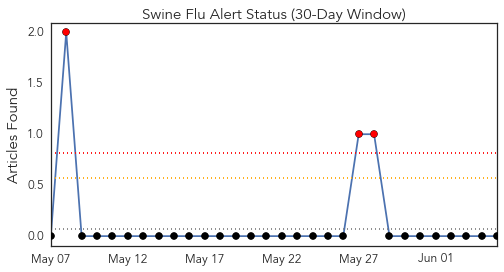 Swine Flu Alert Status (30-Day Window)
Articles Found
2.0
1.5
1.0
0.5
0.0
May 07
May 12
May 17
May 22
May 27
Jun 01